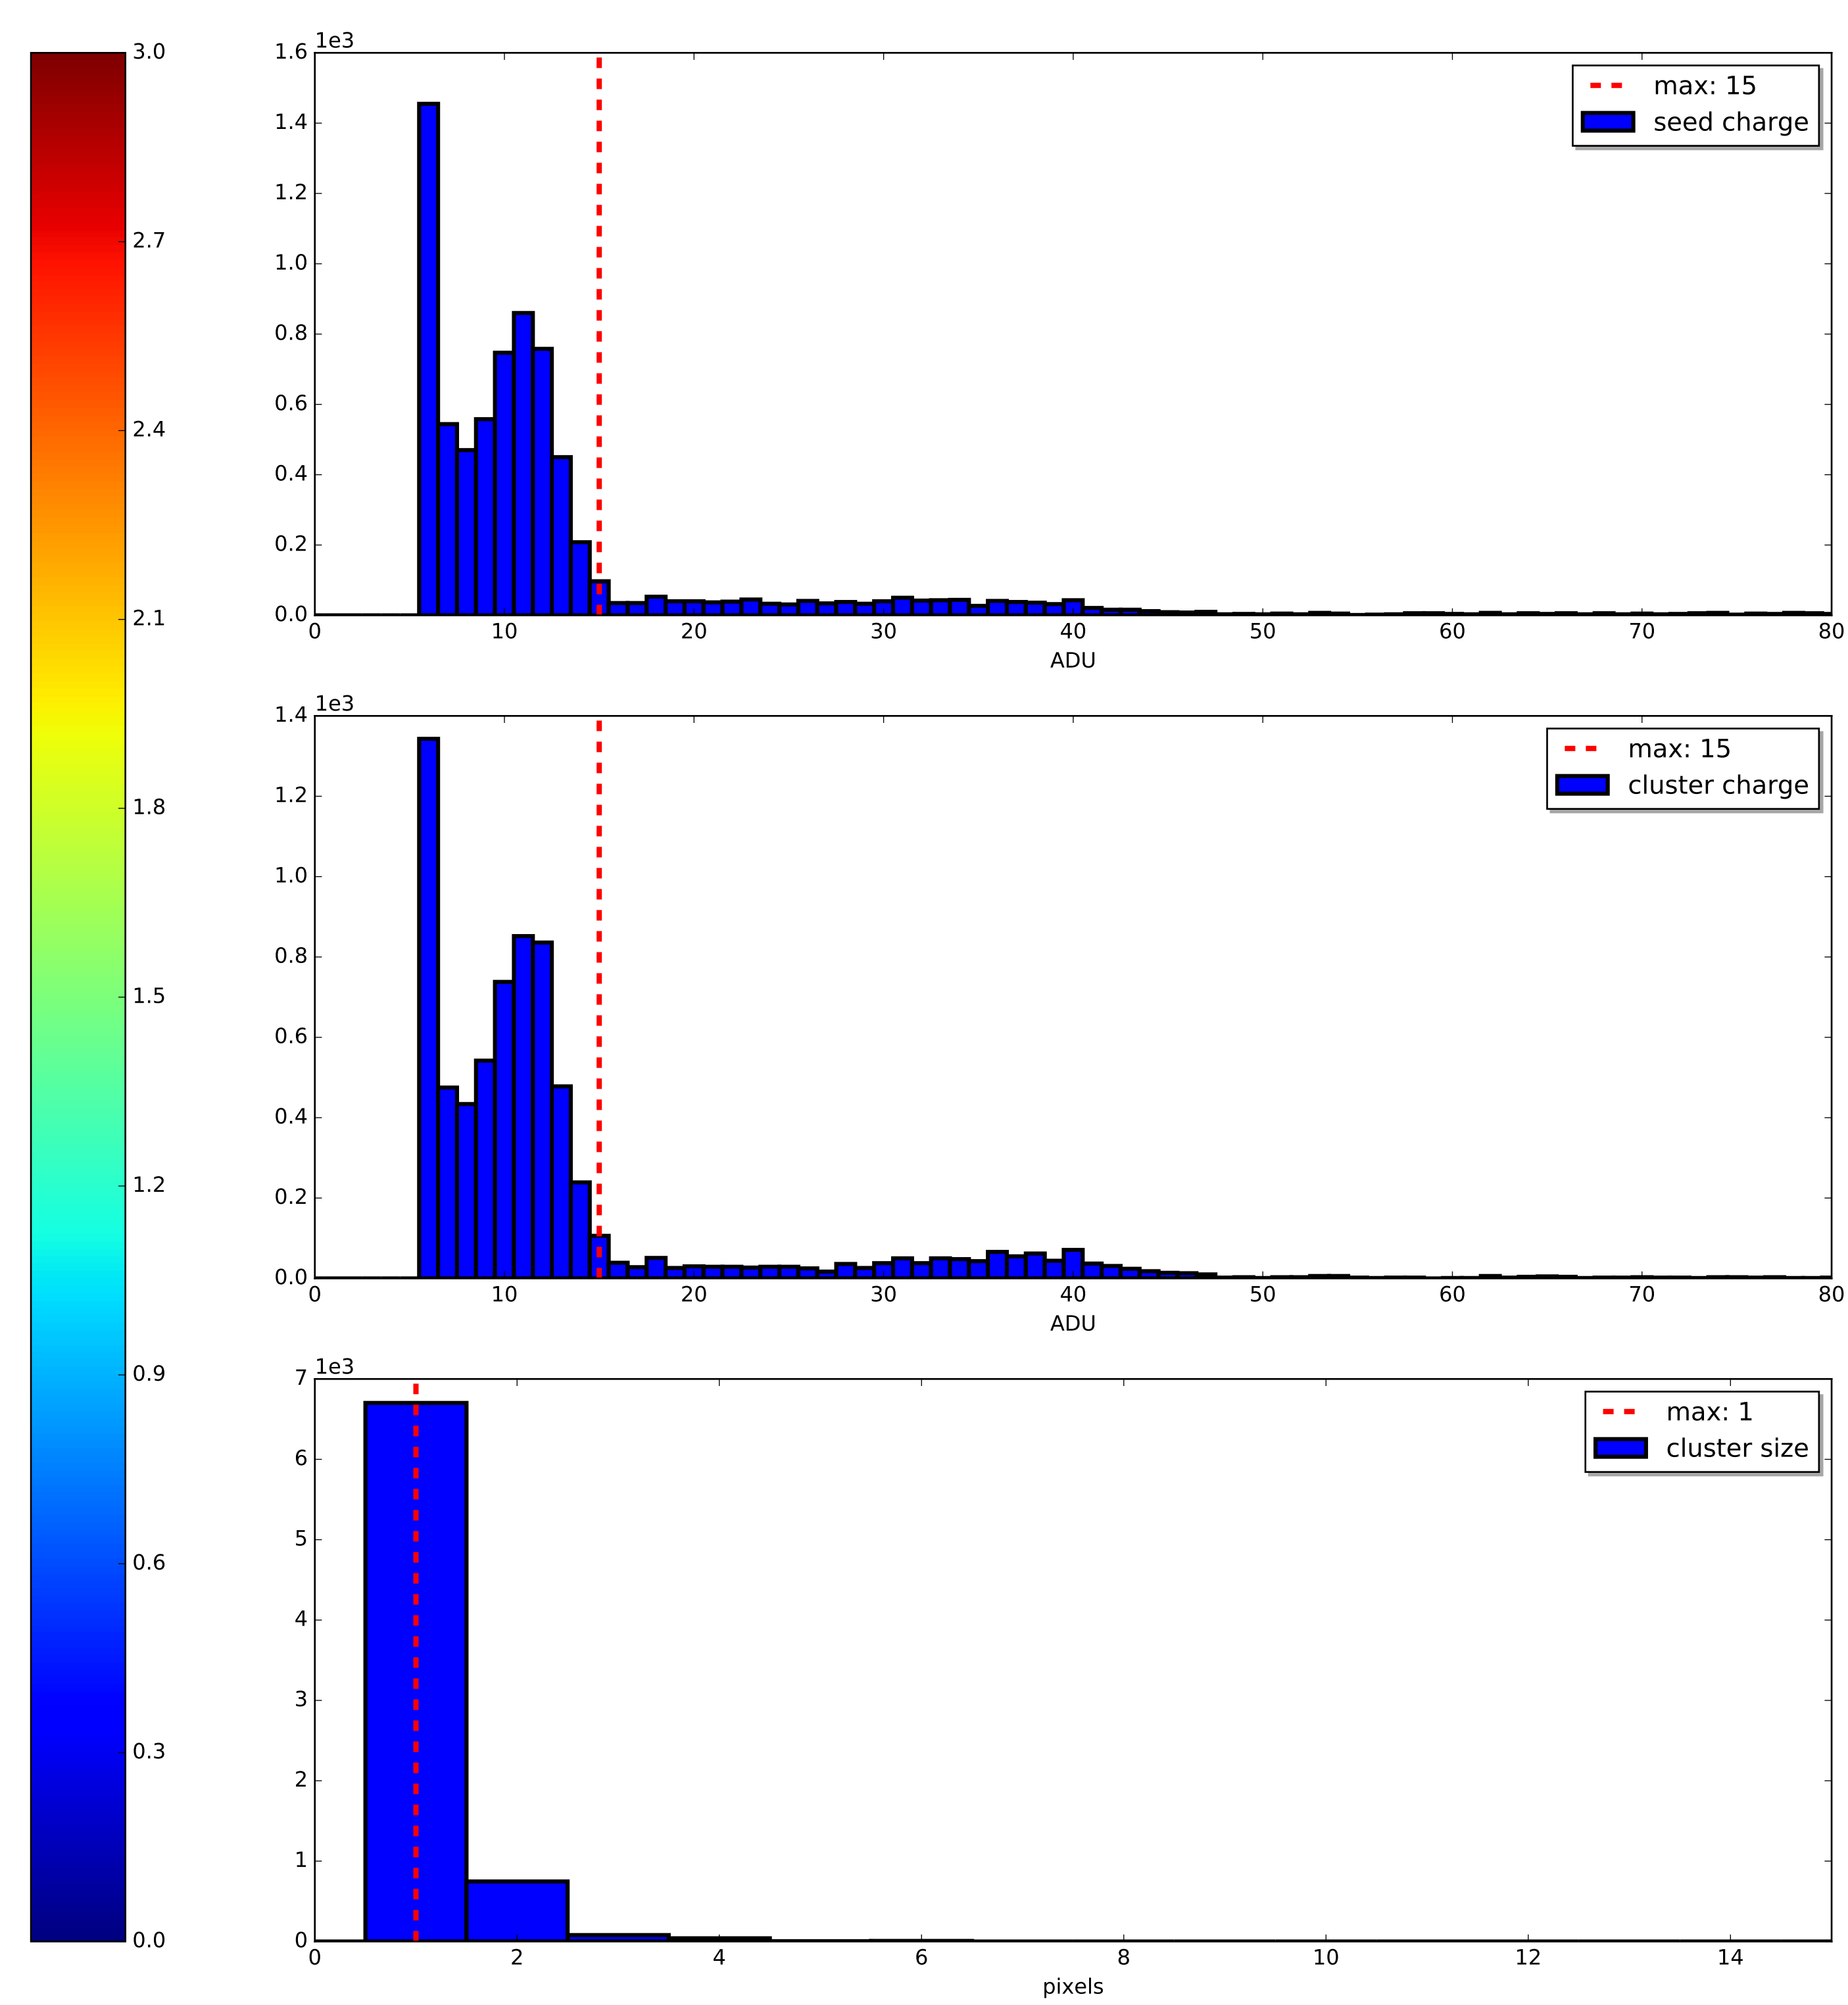 3.0
2.7
2.4
2.1
1.8
1.5
1.2
0.9
0.6
0.3
0.0
1e3
1.6
1.4
1.2
1.0
0.8
0.6
0.4
0.2
0.0
max: 15
seed charge
0 10 20 30 40 50 60 70 80
ADU
1e3
1.4
1.2
1.0
0.8
0.6
0.4
0.2
0.0
max: 15
cluster charge
0 10 20 30 40 50 60 70 80
ADU
1e3
7
6
5
4
3
2
1
0
max: 1
cluster size
0 2 4 6 8 10 12 14
pixels